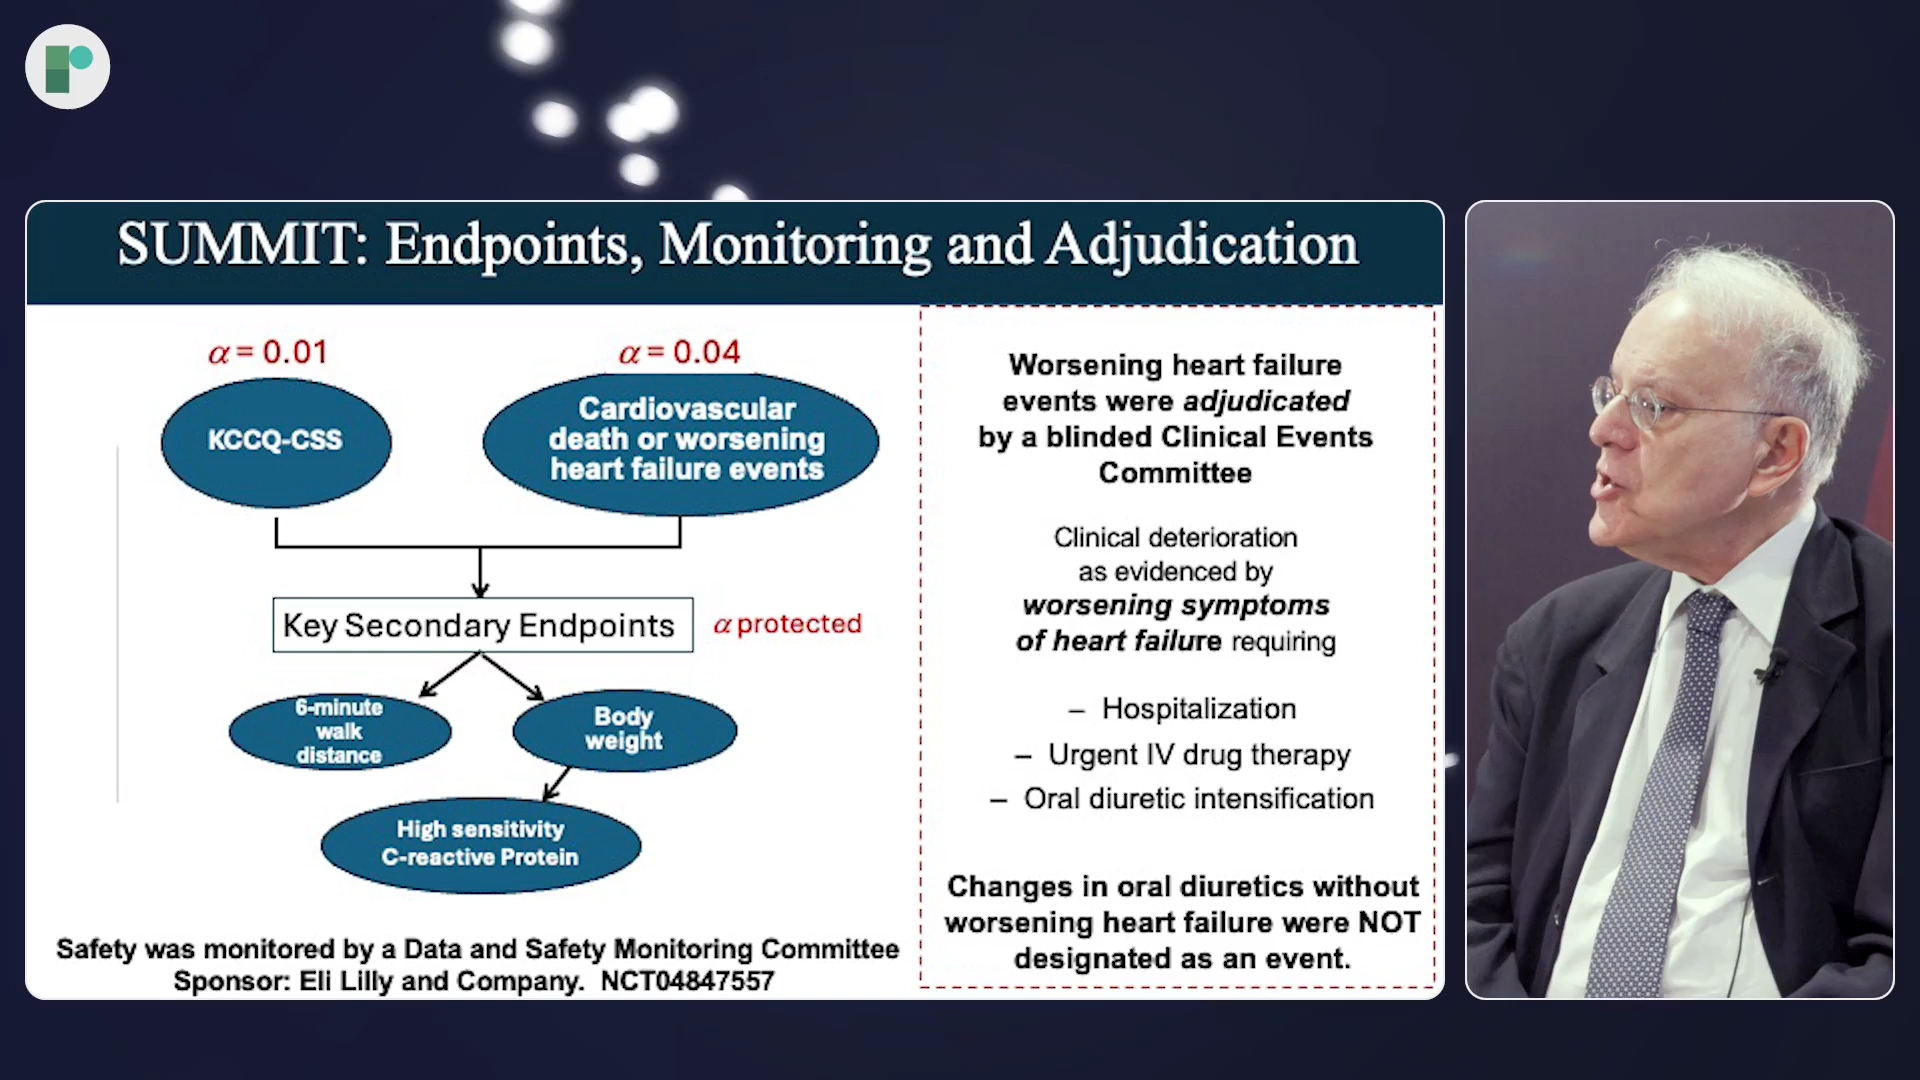 SUMMIT: Endpoints, Monitoring and Adjudication
α = 0.01
α = 0.04
KCCQ-CSS
Cardiovascular
death or worsening
heart failure events
Key Secondary Endpoints
α protected
6-minute
walk
distance
Body
weight
High sensitivity
C-reactive Protein
Safety was monitored by a Data and Safety Monitoring Committee
Sponsor: Eli Lilly and Company. NCT04847557
Worsening heart failure
events were adjudicated
by a blinded Clinical Events
Committee
Clinical deterioration
as evidenced by
worsening symptoms
of heart failure requiring
– Hospitalization
– Urgent IV drug therapy
– Oral diuretic intensification
Changes in oral diuretics without
worsening heart failure were NOT
designated as an event.